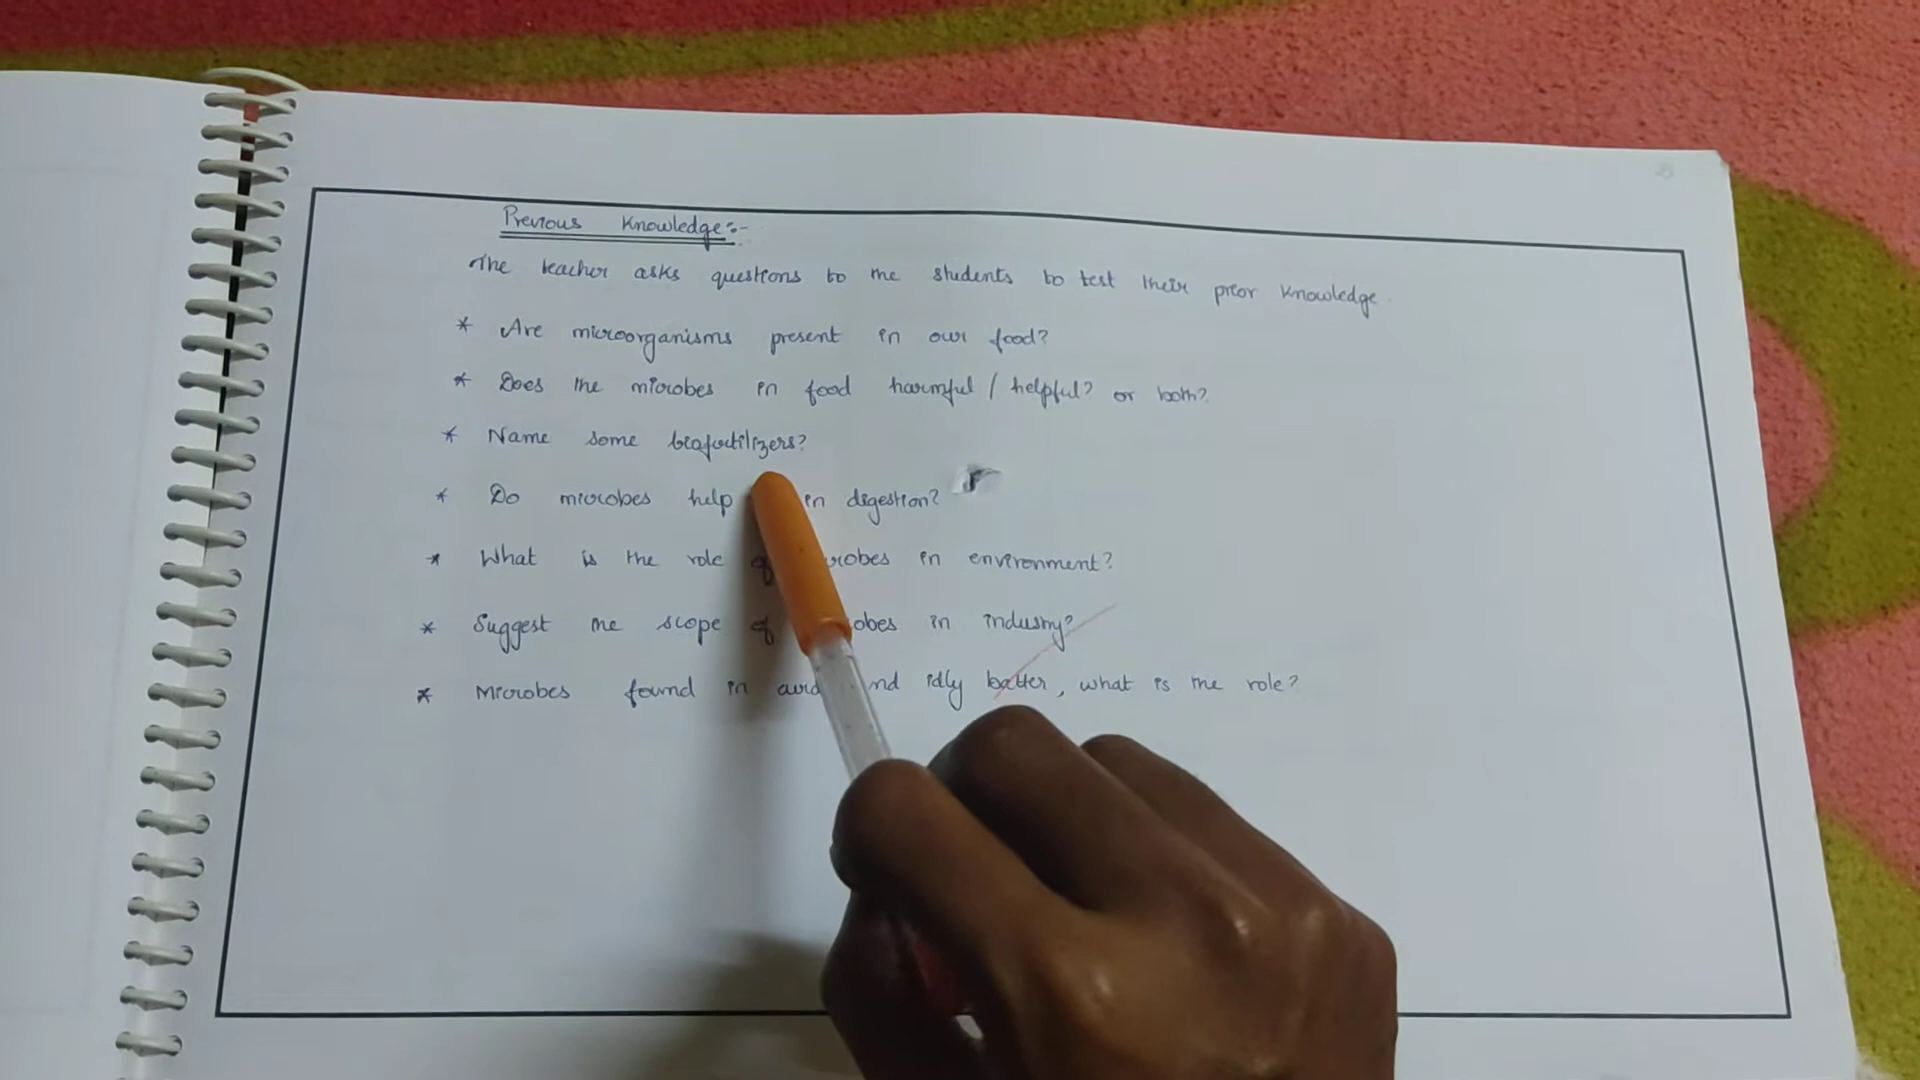 Previous Knowledge:-
The teacher asks questions to the students to test their prior knowledge.
* Are microorganisms present in our food?
* Does the microbes in food harmful / helpful? or both?
* Name some biofertilizers?
* Do microbes help in digestion?
* What is the role of in environment?
* Suggest the scope of in industry?
* Microbes found in idly batter, what is the role?